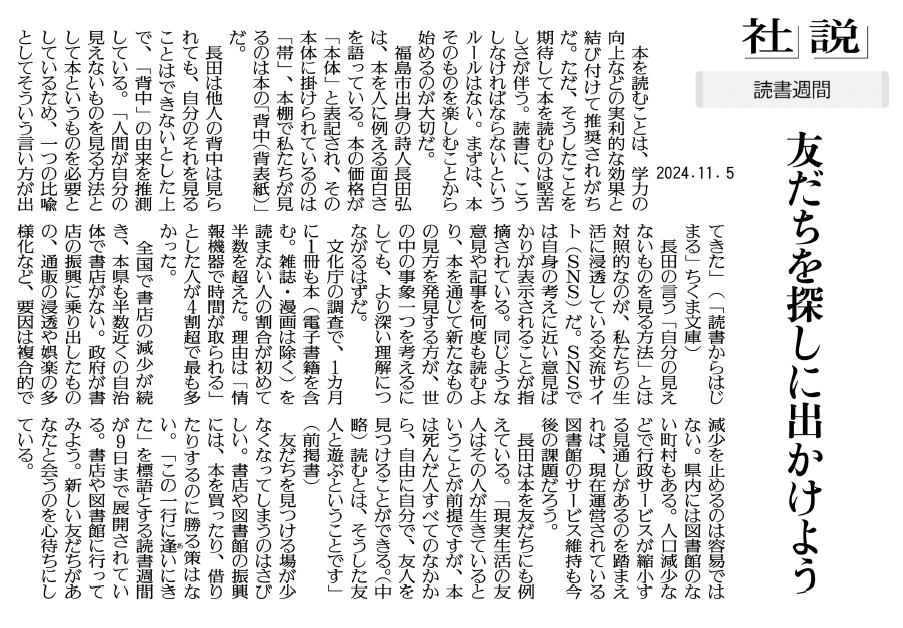 社説
読書週間
友だちを探しに出かけよう
2024.11.5
　本を読むことは、学力の
向上などの実利的な効果と
結び付けて推奨されがち
だ。ただ、そうしたことを
期待して本を読むのは堅苦
しさが伴う。読書に、こう
しなければならないという
ルールはない。まずは、本
そのものを楽しむことから
始めるのが大切だ。
　福島市出身の詩人長田弘
は、本を人に例える面白さ
を語っている。本の価格が
「本体」と表記され、その
本体に掛けられているのは
「帯」、本棚で私たちが見
るのは本の「背中（背表紙）」
だ。
　長田は他人の背中は見ら
れても、自分のそれを見る
ことはできないとした上
で、「背中」の由来を推測
している。「人間が自分の
見えないものを見る方法と
して本というものを必要と
しているため、一つの比喩
としてそういう言い方が出
てきた」（「読書からはじ
まる」ちくま文庫）
　長田の言う「自分の見え
ないものを見る方法」とは
対照的なのが、私たちの生
活に浸透している交流サイ
ト（ＳＮＳ）だ。ＳＮＳで
は自身の考えに近い意見ば
かりが表示されることが指
摘されている。同じような
意見や記事を何度も読むよ
り、本を通じて新たなもの
の見方を発見する方が、世
の中の事象一つを考えるに
しても、より深い理解につ
ながるはずだ。
　文化庁の調査で、１カ月
に１冊も本（電子書籍を含
む。雑誌・漫画は除く）を
読まない人の割合が初めて
半数を超えた。理由は「情
報機器で時間が取られる」
とした人が４割超で最も多
かった。
　全国で書店の減少が続
き、本県も半数近くの自治
体で書店がない。政府が書
店の振興に乗り出したもの
の、通販の浸透や娯楽の多
様化など、要因は複合的で
減少を止めるのは容易では
ない。県内には図書館のな
い町村もある。人口減少な
どで行政サービスが縮小す
る見通しがあるのを踏まえ
れば、現在運営されている
図書館のサービス維持も今
後の課題だろう。
　長田は本を友だちにも例
えている。「現実生活の友
人はその人が生きていると
いうことが前提ですが、本
は死んだ人すべてのなかか
ら、自由に自分で、友人を
見つけることができる。（中
略）読むとは、そうした友
人と遊ぶということです」
（前掲書）
　友だちを見つける場が少
なくなってしまうのはさび
しい。書店や図書館の振興
には、本を買ったり、借り
たりするのに勝る策はな
い。「この一行に逢（あ）いにき
た」を標語とする読書週間
が９日まで展開されてい
る。書店や図書館に行って
みよう。新しい友だちがあ
なたと会うのを心待ちにし
ている。